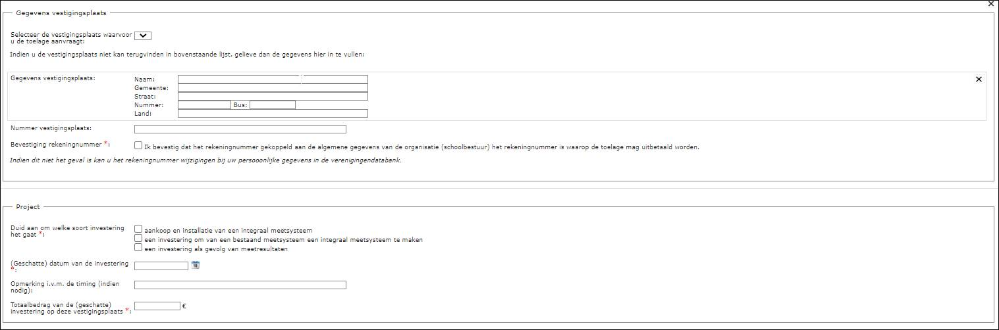 Gegevens vestigingsplaats
Selecteer de vestigingsplaats waarvoor
u de toelage aanvraagt:
Indien u de vestigingsplaats niet kan terugvinden in bovenstaande lijst, gelieve dan de gegevens hier in te vullen:
Gegevens vestigingsplaats:
Naam:
Gemeente:
Straat:
Nummer: Bus:
Land:
Nummer vestigingsplaats:
Bevestiging rekeningnummer *: Ik bevestig dat het rekeningnummer gekoppeld aan de algemene gegevens van de organisatie (schoolbestuur) het rekeningnummer is waarop de toelage mag uitbetaald worden.
Indien dit niet het geval is kan u het rekeningnummer wijzigingen bij uw persooonlijke gegevens in de verenigingendatabank.
Project
Duid aan om welke soort investering
het gaat *:
aankoop en installatie van een integraal meetsysteem
een investering om van een bestaand meetsysteem een integraal meetsysteem te maken
een investering als gevolg van meetresultaten
(Geschatte) datum van de investering
*:
Opmerking i.v.m. de timing (indien
nodig):
Totaalbedrag van de (geschatte)
investering op deze vestigingsplaats *: €